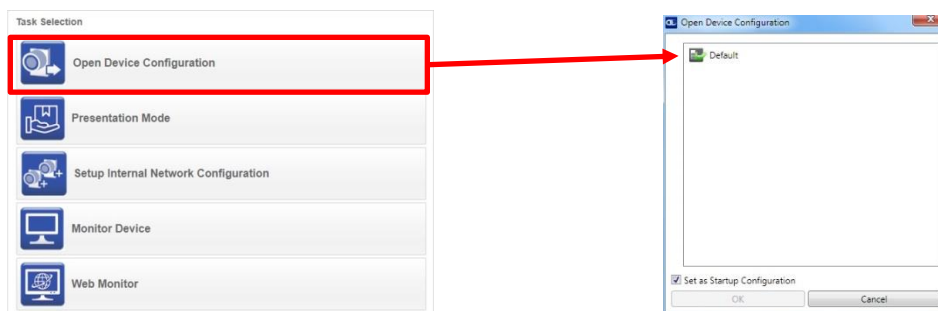 Task Selection
Open Device Configuration
Presentation Mode
Setup Internal Network Configuration
Monitor Device
Web Monitor
Open Device Configuration
Default
Set as Startup Configuration
OK
Cancel